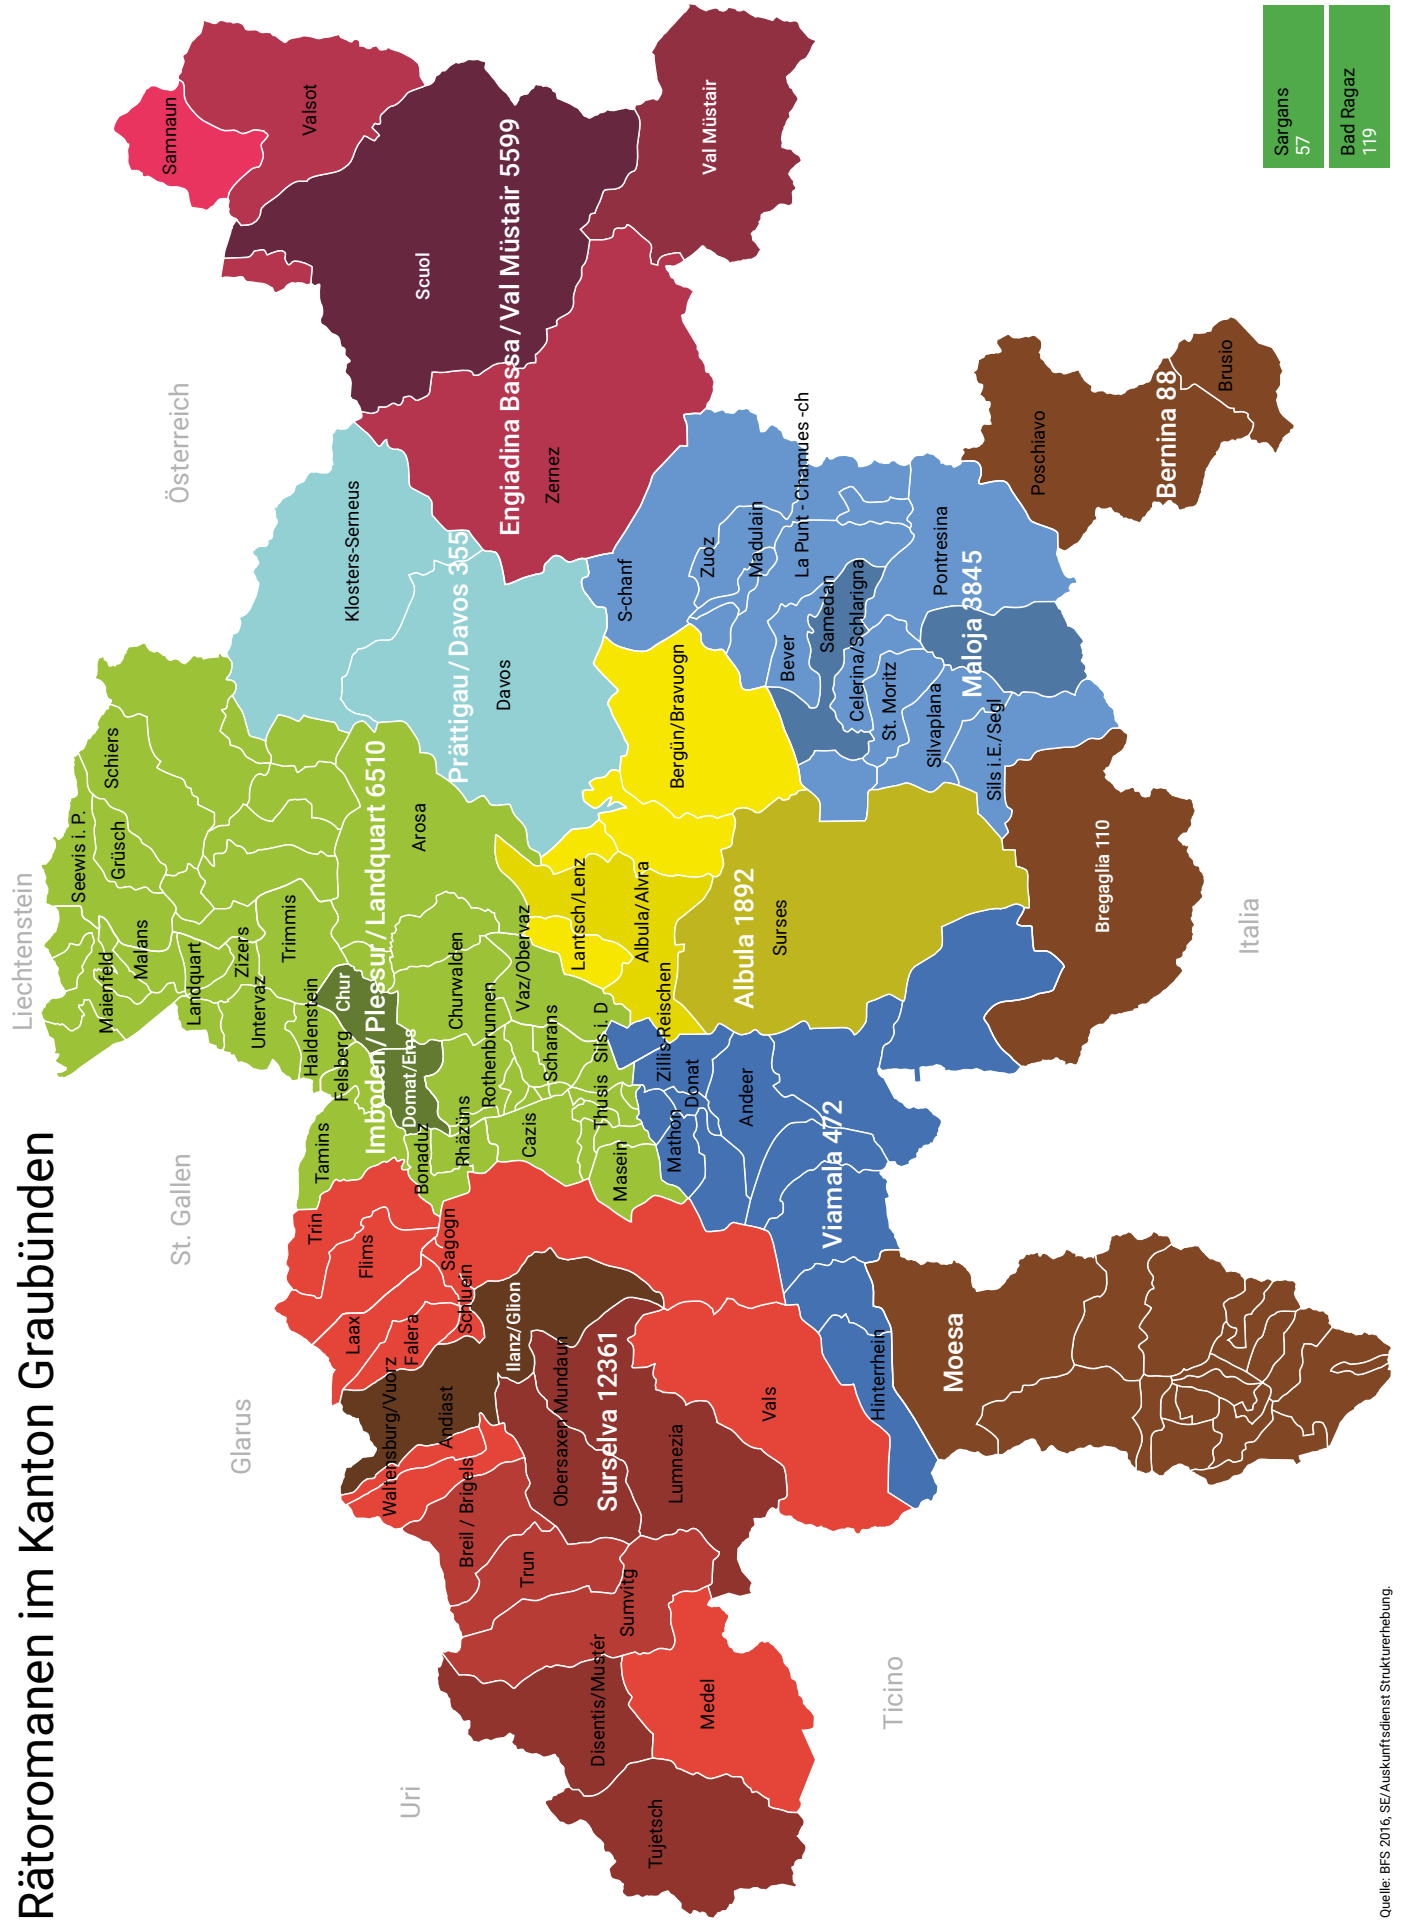 Rätoromanen im Kanton Graubünden
Liechtenstein
St. Gallen
Österreich
Glarus
Uri
Ticino
Italia
Tujetsch
Disentis/Mustér
Medel
Sumvitg
Trun
Breil / Brigels
Waltensburg/Vuorz
Andiast
Obersaxen Mundaun
Surselva 12361
Lumnezia
Vals
Ilanz/Glion
Schluein
Falera
Laax
Sagogn
Flims
Trin
Tamins
Bonaduz
Rhäzüns
Felsberg
Domat/Ems
Imboden/Plessur/Landquart 6510
Haldenstein
Chur
Untervaz
Trimmis
Zizers
Landquart
Maienfeld
Malans
Seewis i. P.
Grüsch
Schiers
Arosa
Churwalden
Rothenbrunnen
Vaz/Obervaz
Scharans
Sils i. D
Cazis
Thusis
Masein
Klosters-Serneus
Prättigau/Davos 355
Davos
Samnaun
Valsot
Scuol
Engiadina Bassa/Val Müstair 5599
Zernez
Val Müstair
Lantsch/Lenz
Albula/Alvra
Bergün/Bravuogn
Albula 1892
Surses
Zillis-Reischen
Donat
Mathon
Andeer
Viamala 472
Hinterrhein
Moesa
S-chanf
Zuoz
Madulain
La Punt - Chamues -ch
Bever
Samedan
Celerina/Schlarigna
St. Moritz
Pontresina
Silvaplana
Maloja 3845
Sils i.E./Segl
Bregaglia 110
Poschiavo
Bernina 88
Brusio
Sargans
57
Bad Ragaz
119
Quelle: BFS 2016, SE/Auskunftsdienst Strukturerhebung.